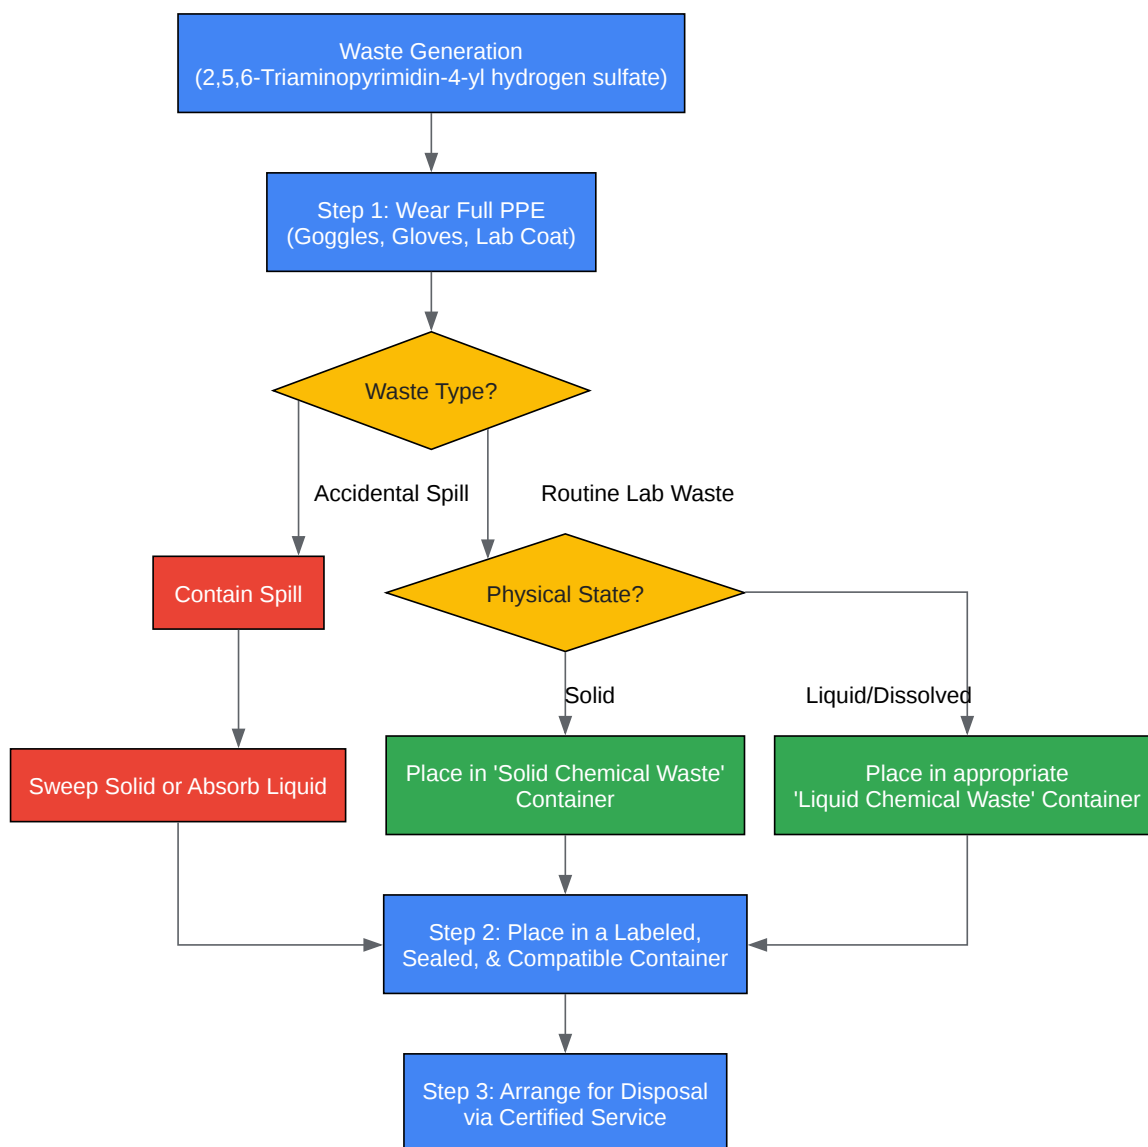 Waste Generation
(2,5,6-Triaminopyrimidin-4-yl hydrogen sulfate)
Step 1: Wear Full PPE
(Goggles, Gloves, Lab Coat)
Waste Type?
Accidental Spill
Routine Lab Waste
Contain Spill
Physical State?
Solid
Liquid/Dissolved
Sweep Solid or Absorb Liquid
Place in 'Solid Chemical Waste'
Container
Place in appropriate
'Liquid Chemical Waste' Container
Step 2: Place in a Labeled,
Sealed, & Compatible Container
Step 3: Arrange for Disposal
via Certified Service